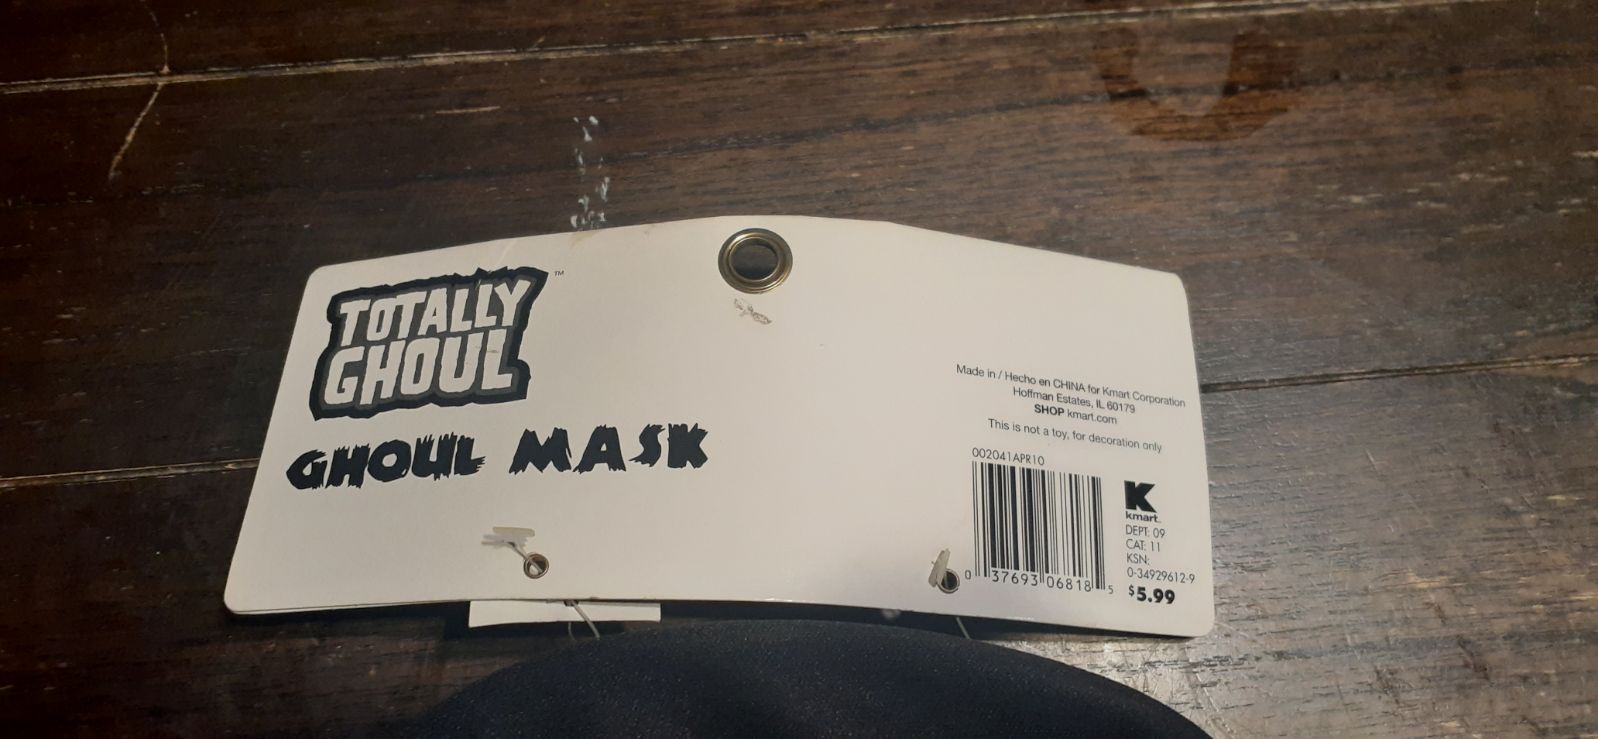 TOTALLY
GHOUL
™
GHOUL MASK
Made in / Hecho en CHINA for Kmart Corporation
Hoffman Estates, IL 60179
SHOP kmart.com
This is not a toy, for decoration only
002041APR10
0 37693 06818 5
K
kmart.
DEPT: 09
CAT: 11
KSN:
0-34929612-9
$5.99